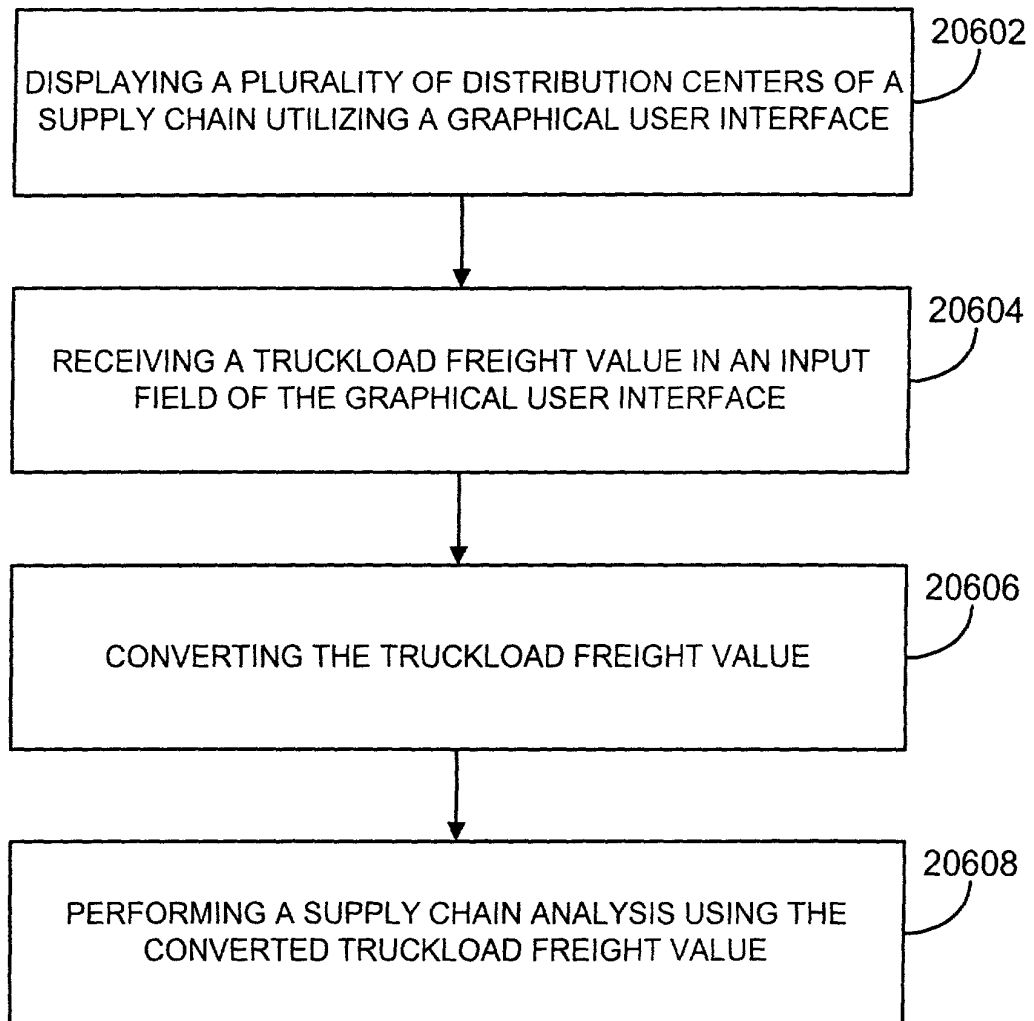 20602
DISPLAYING A PLURALITY OF DISTRIBUTION CENTERS OF A
SUPPLY CHAIN UTILIZING A GRAPHICAL USER INTERFACE
20604
RECEIVING A TRUCKLOAD FREIGHT VALUE IN AN INPUT
FIELD OF THE GRAPHICAL USER INTERFACE
20606
CONVERTING THE TRUCKLOAD FREIGHT VALUE
20608
PERFORMING A SUPPLY CHAIN ANALYSIS USING THE
CONVERTED TRUCKLOAD FREIGHT VALUE